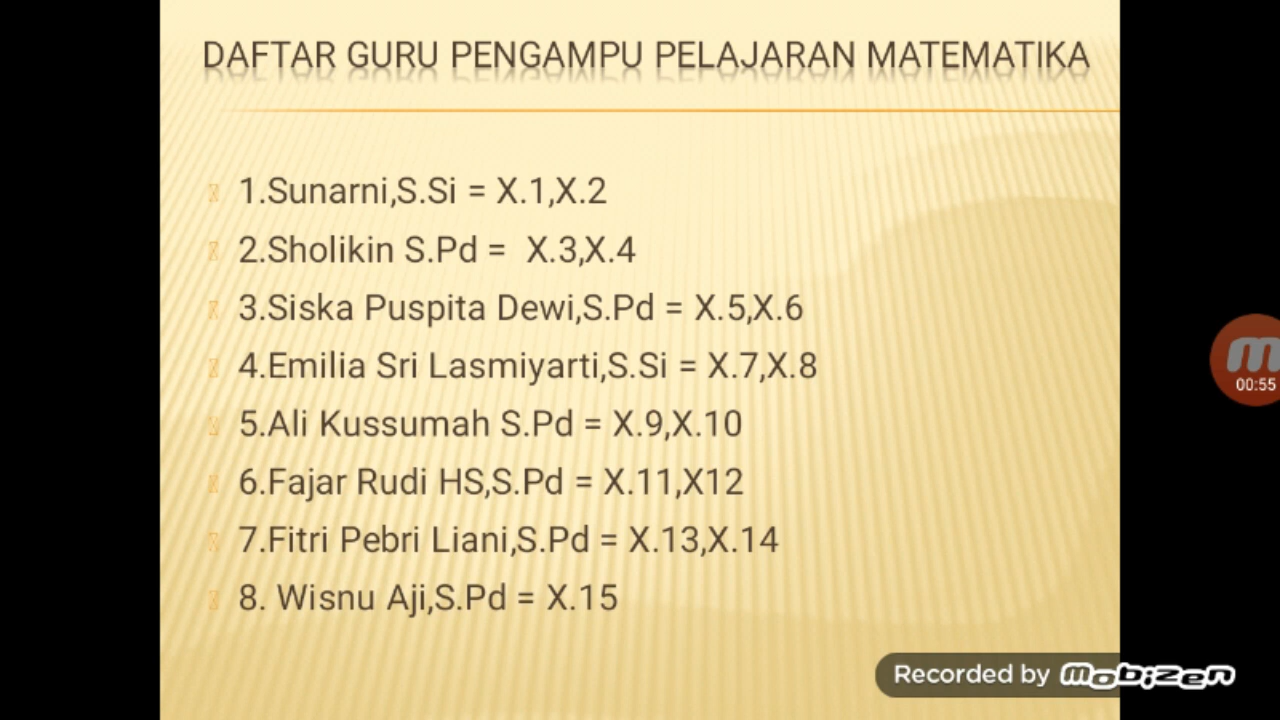 DAFTAR GURU PENGAMPU PELAJARAN MATEMATIKA
1.Sunarni,S.Si = X.1,X.2
2.Sholikin S.Pd = X.3,X.4
3.Siska Puspita Dewi,S.Pd = X.5,X.6
4.Emilia Sri Lasmiyarti,S.Si = X.7,X.8
5.Ali Kussumah S.Pd = X.9,X.10
6.Fajar Rudi HS,S.Pd = X.11,X12
7.Fitri Pebri Liani,S.Pd = X.13,X.14
8. Wisnu Aji,S.Pd = X.15
00:55
Recorded by mobizen